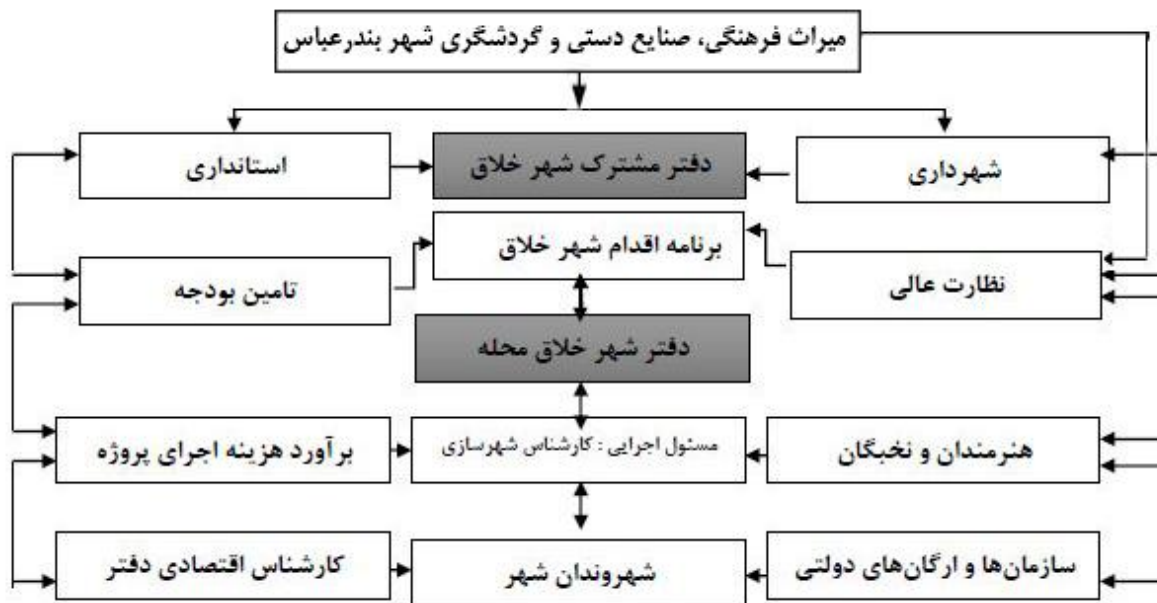 میراث فرهنگی، صنایع دستی و گردشگری شهر بندرعباس
شهرداری
دفتر مشترک شهر خلاق
استانداری
نظارت عالی
برنامه اقدام شهر خلاق
تامین بودجه
دفتر شهر خلاق محله
هنرمندان و نخبگان
مسئول اجرایی : کارشناس شهرسازی
برآورد هزینه اجرای پروژه
سازمان‌ها و ارگان‌های دولتی
شهروندان شهر
کارشناس اقتصادی دفتر